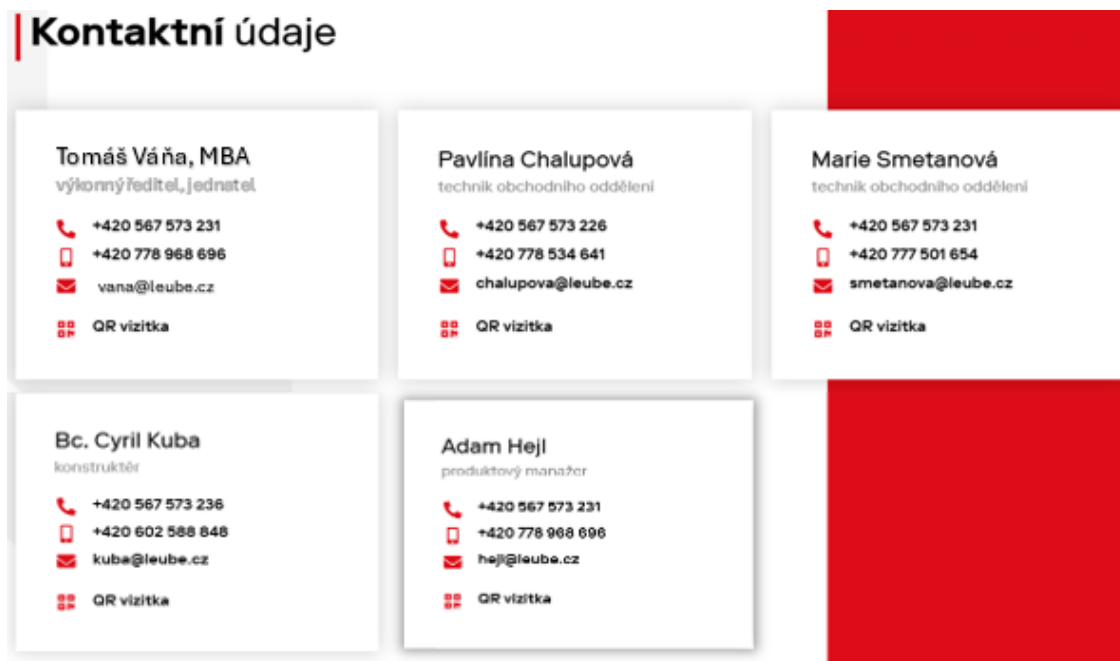 Kontaktní údaje
Tomáš Váňa, MBA
výkonný ředitel, jednatel
+420 567 573 231
+420 778 968 696
vana@leube.cz
QR vizitka
Pavlína Chalupová
technik obchodního oddělení
+420 567 573 226
+420 778 534 641
chalupova@leube.cz
QR vizitka
Marie Smetanová
technik obchodního oddělení
+420 567 573 231
+420 777 501 654
smetanova@leube.cz
QR vizitka
Bc. Cyril Kuba
konstruktér
+420 567 573 236
+420 602 588 848
kuba@leube.cz
QR vizitka
Adam Hejl
produktový manažer
+420 567 573 231
+420 778 968 696
hejl@leube.cz
QR vizitka